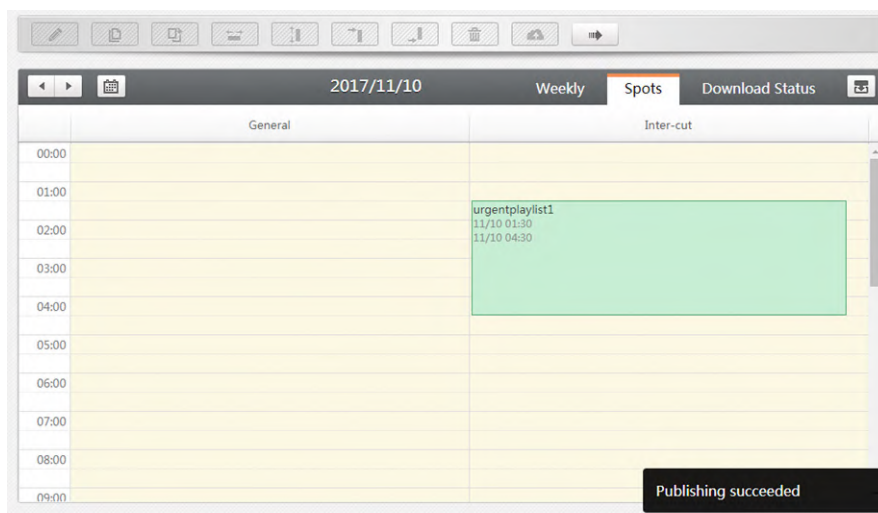 2017/11/10
Weekly
Spots
Download Status
General
Inter-cut
00:00
01:00
urgentplaylist1
11/10 01:30
11/10 04:30
02:00
03:00
04:00
05:00
06:00
07:00
08:00
09:00
Publishing succeeded